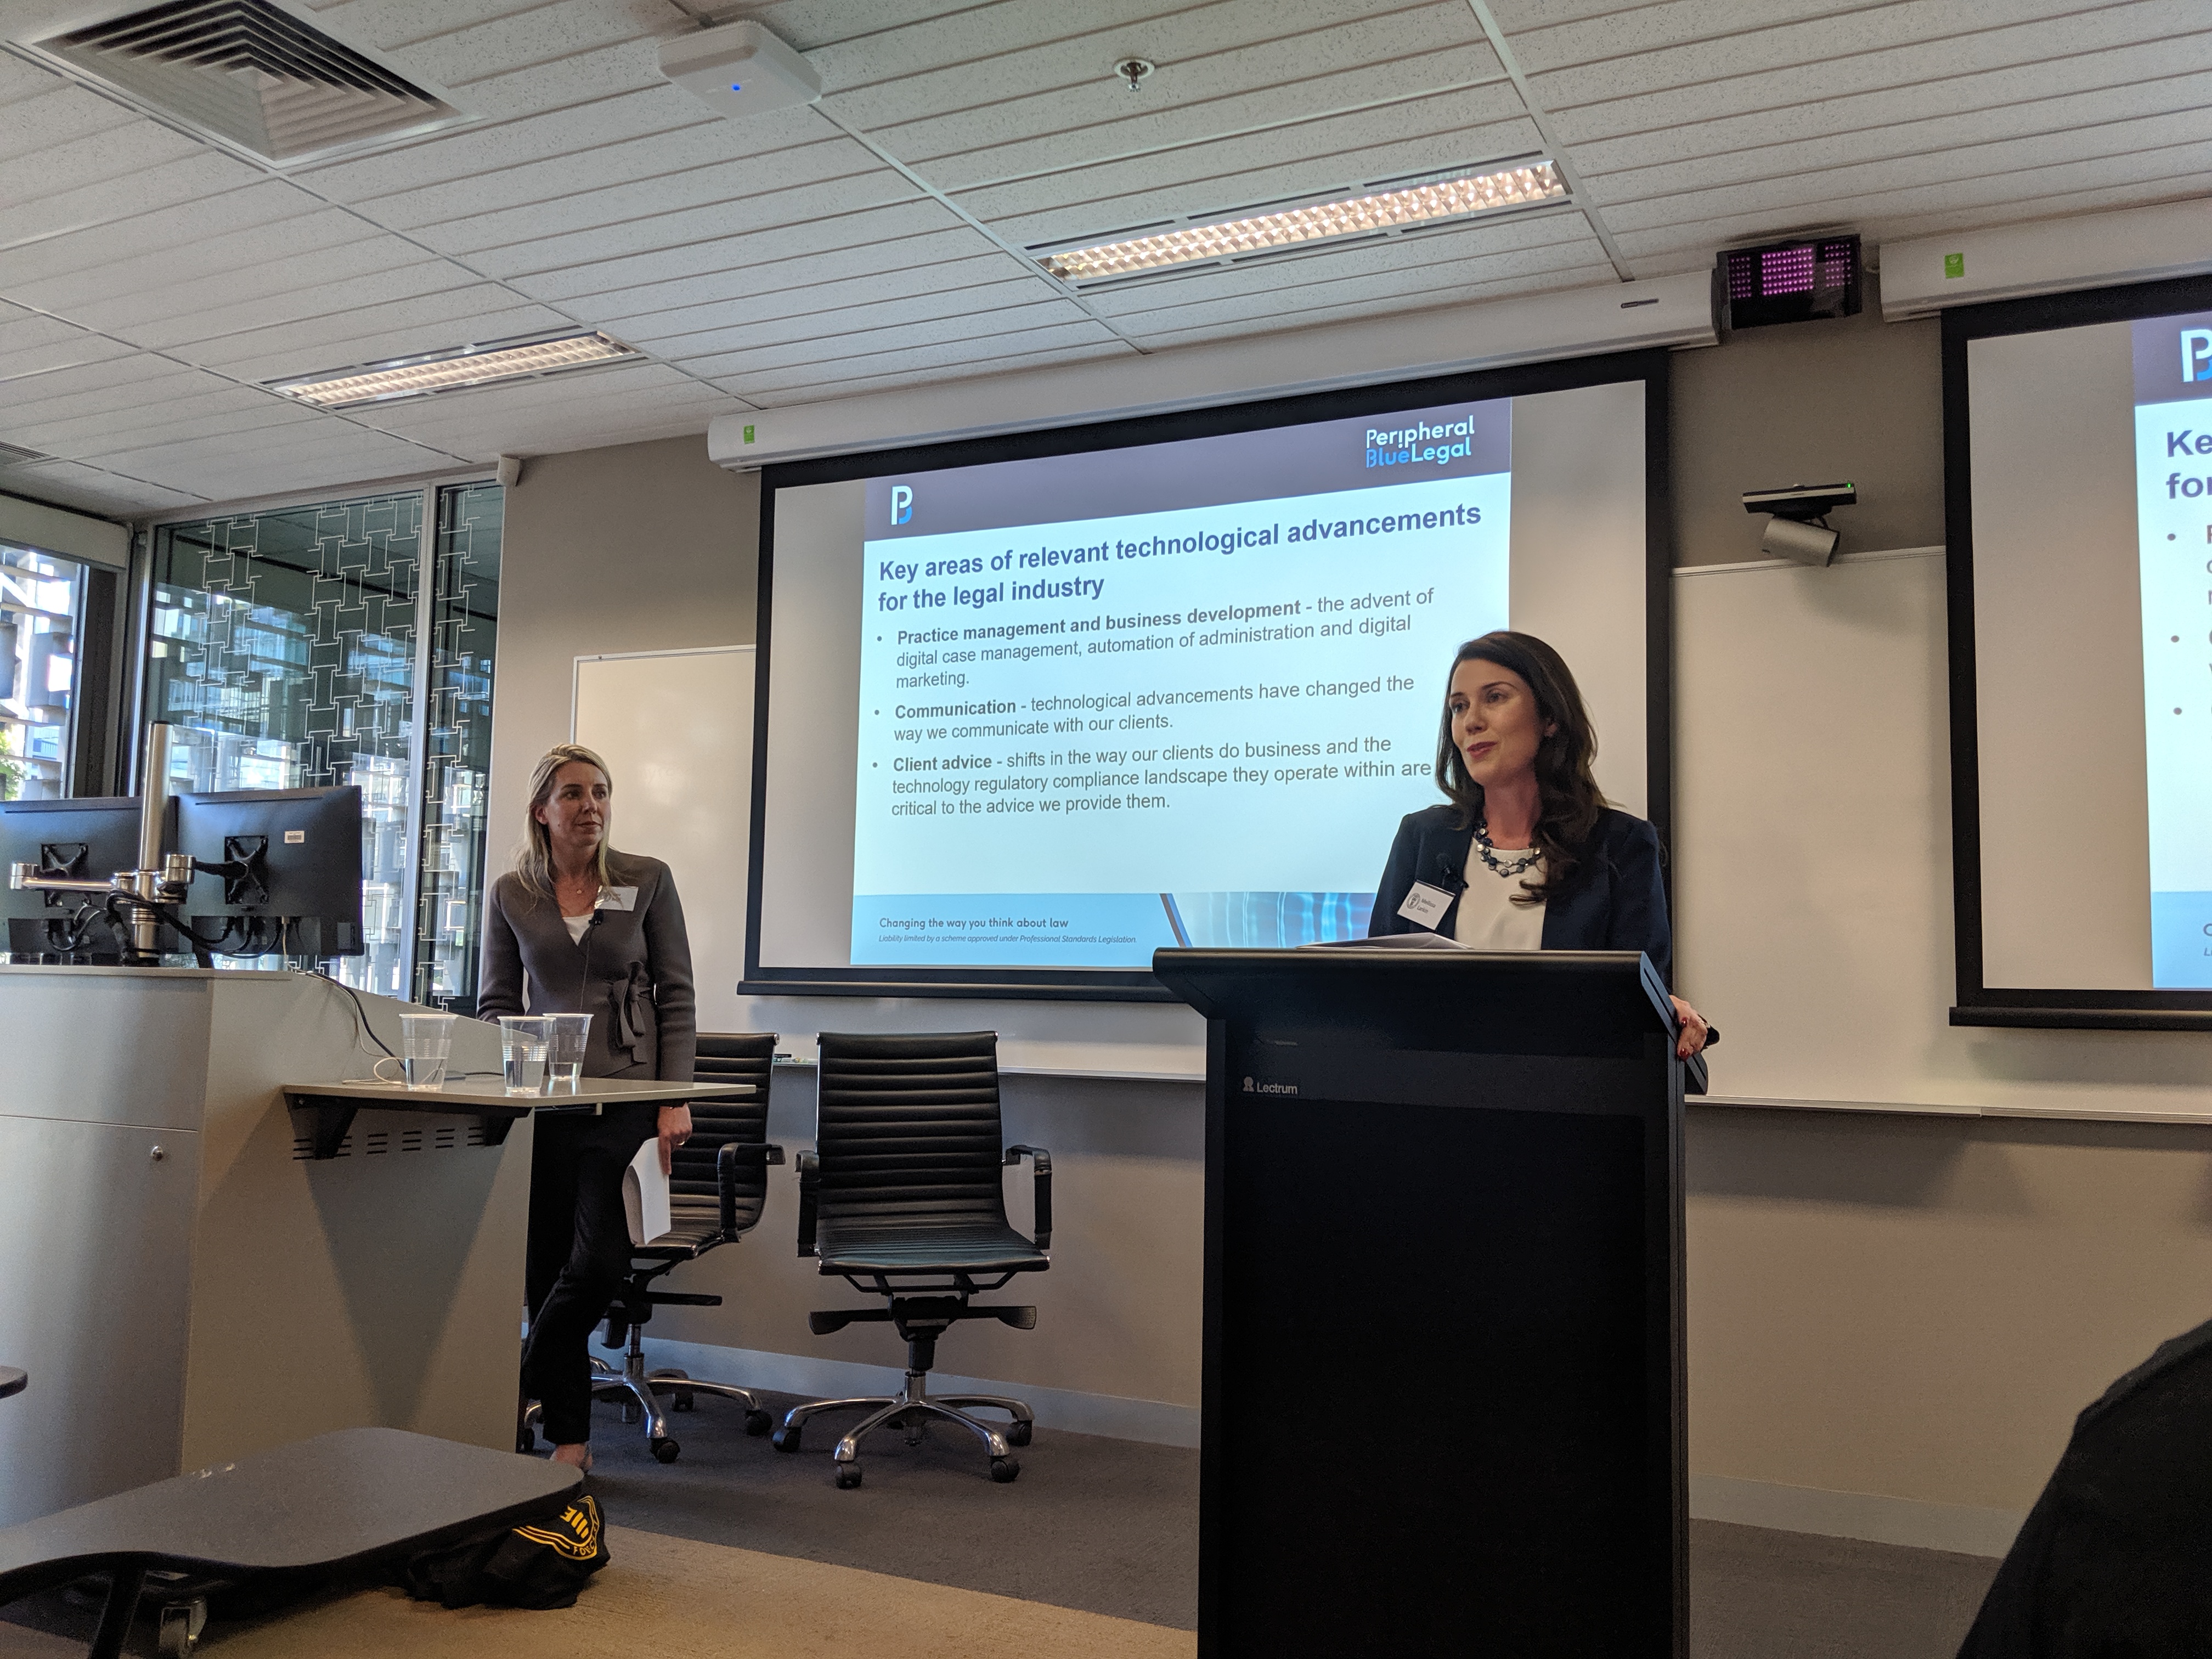 Peripheral
BlueLegal
Key areas of relevant technological advancements
for the legal industry
• Practice management and business development - the advent of
digital case management, automation of administration and digital
marketing.
• Communication - technological advancements have changed the
way we communicate with our clients.
• Client advice - shifts in the way our clients do business and the
technology regulatory compliance landscape they operate within are
critical to the advice we provide them.
Changing the way you think about law
Liability limited by a scheme approved under Professional Standards Legislation
Ke
for
•
•
•
Lectrum
Melissa